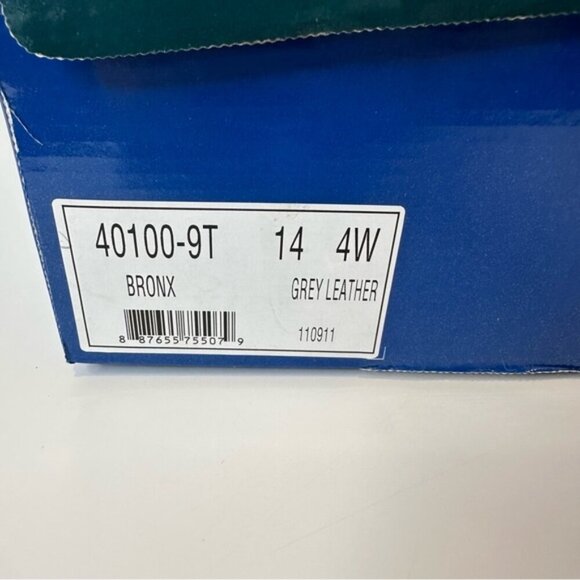 40100-9T 14 4W
BRONX GREY LEATHER
8 87655 75507 9 110911